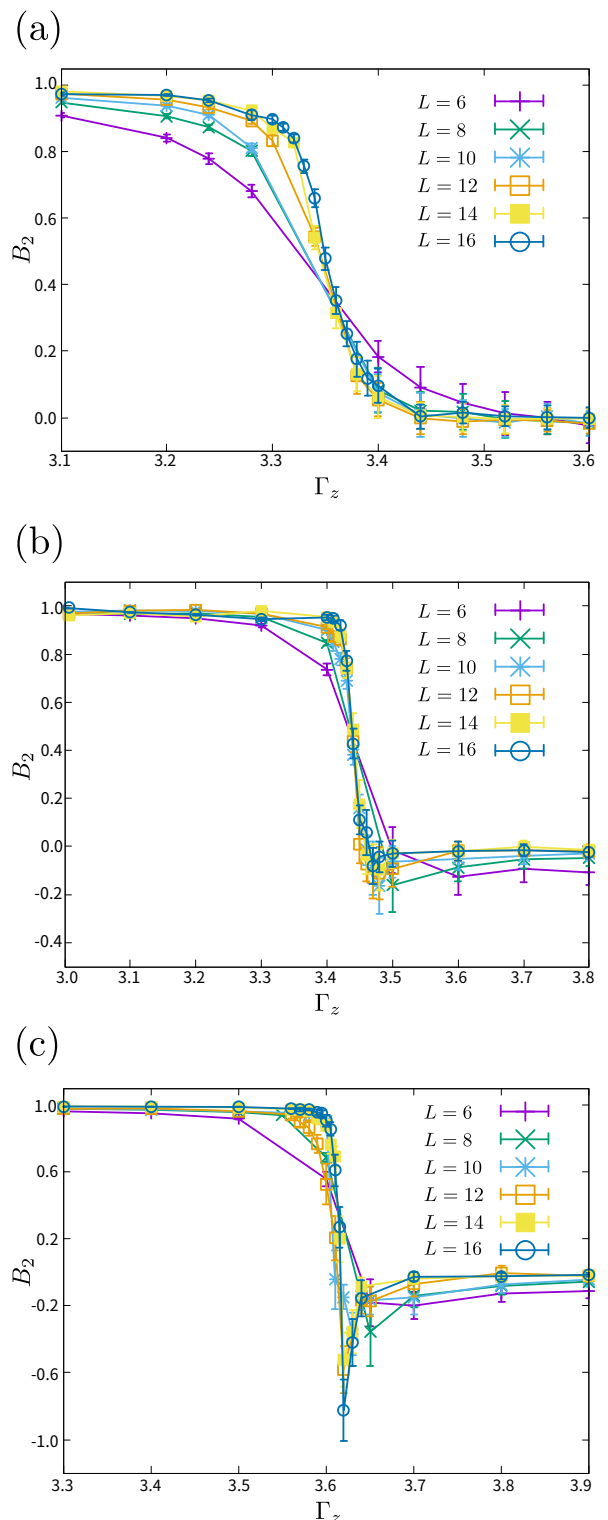 (a)
1.0
0.8
0.6
0.4
0.2
0.0
B₂
L = 6
L = 8
L = 10
L = 12
L = 14
L = 16
3.1 3.2 3.3 3.4 3.5 3.6
Γ_z
(b)
1.0
0.8
0.6
0.4
0.2
0.0
-0.2
-0.4
B₂
L = 6
L = 8
L = 10
L = 12
L = 14
L = 16
3.0 3.1 3.2 3.3 3.4 3.5 3.6 3.7 3.8
Γ_z
(c)
1.0
0.6
0.2
-0.2
-0.6
-1.0
B₂
L = 6
L = 8
L = 10
L = 12
L = 14
L = 16
3.3 3.4 3.5 3.6 3.7 3.8 3.9
Γ_z